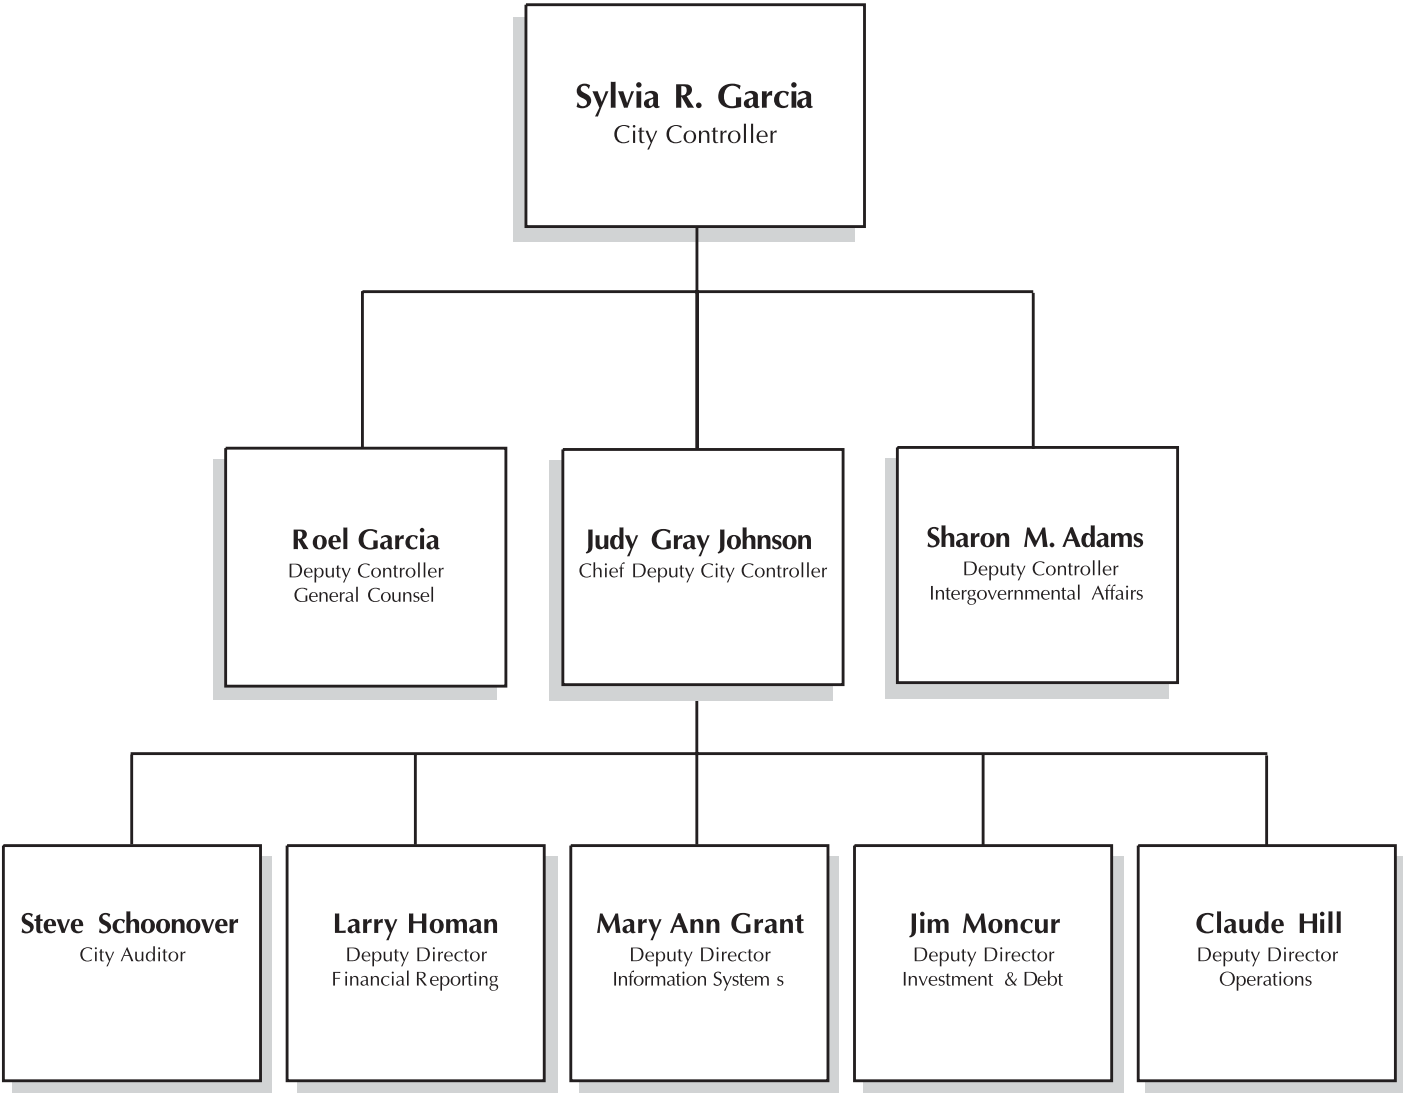 Sylvia R. Garcia
City Controller
Roel Garcia
Deputy Controller
General Counsel
Judy Gray Johnson
Chief Deputy City Controller
Sharon M. Adams
Deputy Controller
Intergovernmental Affairs
Steve Schoonover
City Auditor
Larry Homan
Deputy Director
Financial Reporting
Mary Ann Grant
Deputy Director
Information Systems
Jim Moncur
Deputy Director
Investment & Debt
Claude Hill
Deputy Director
Operations